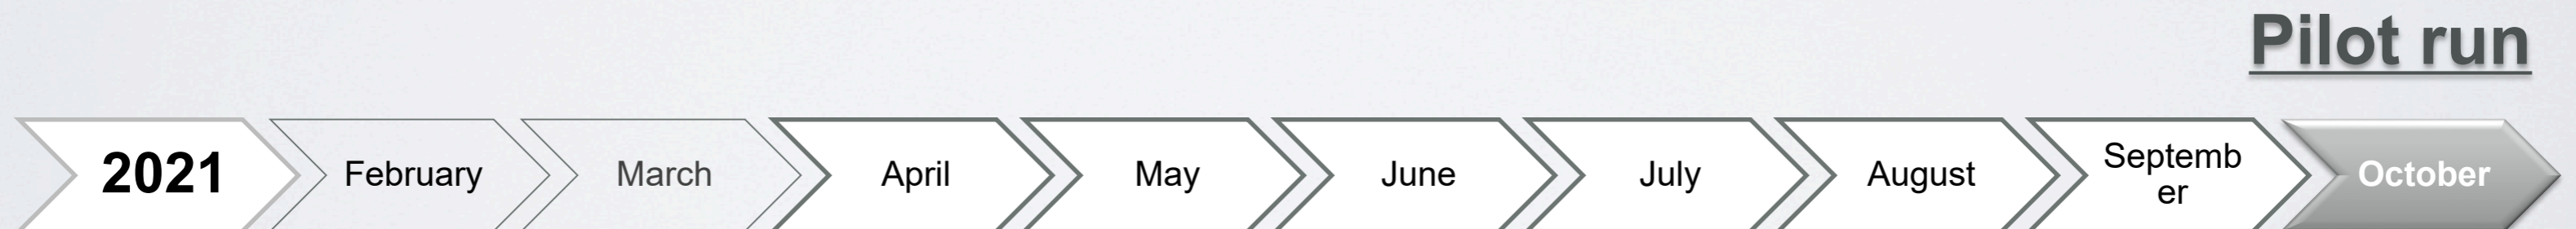 Pilot run
2021
February
March
April
May
June
July
August
Septemb
er
October